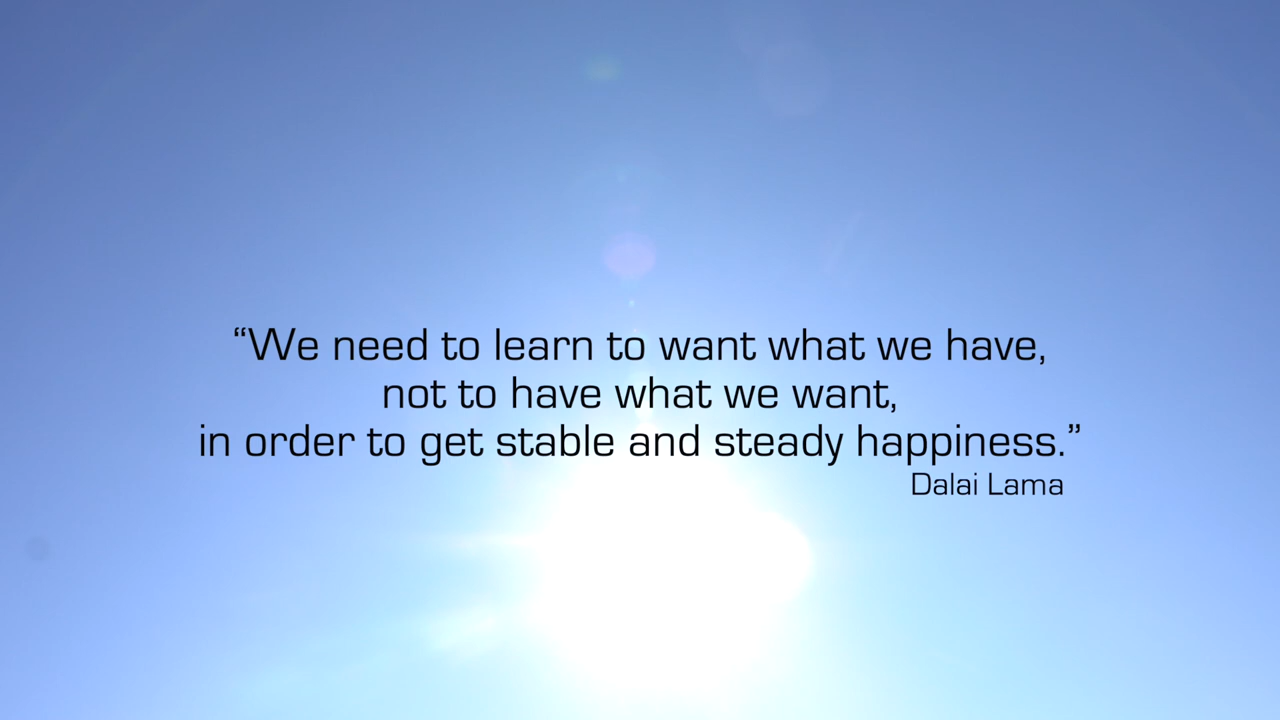 “We need to learn to want what we have,
not to have what we want,
in order to get stable and steady happiness.”
Dalai Lama